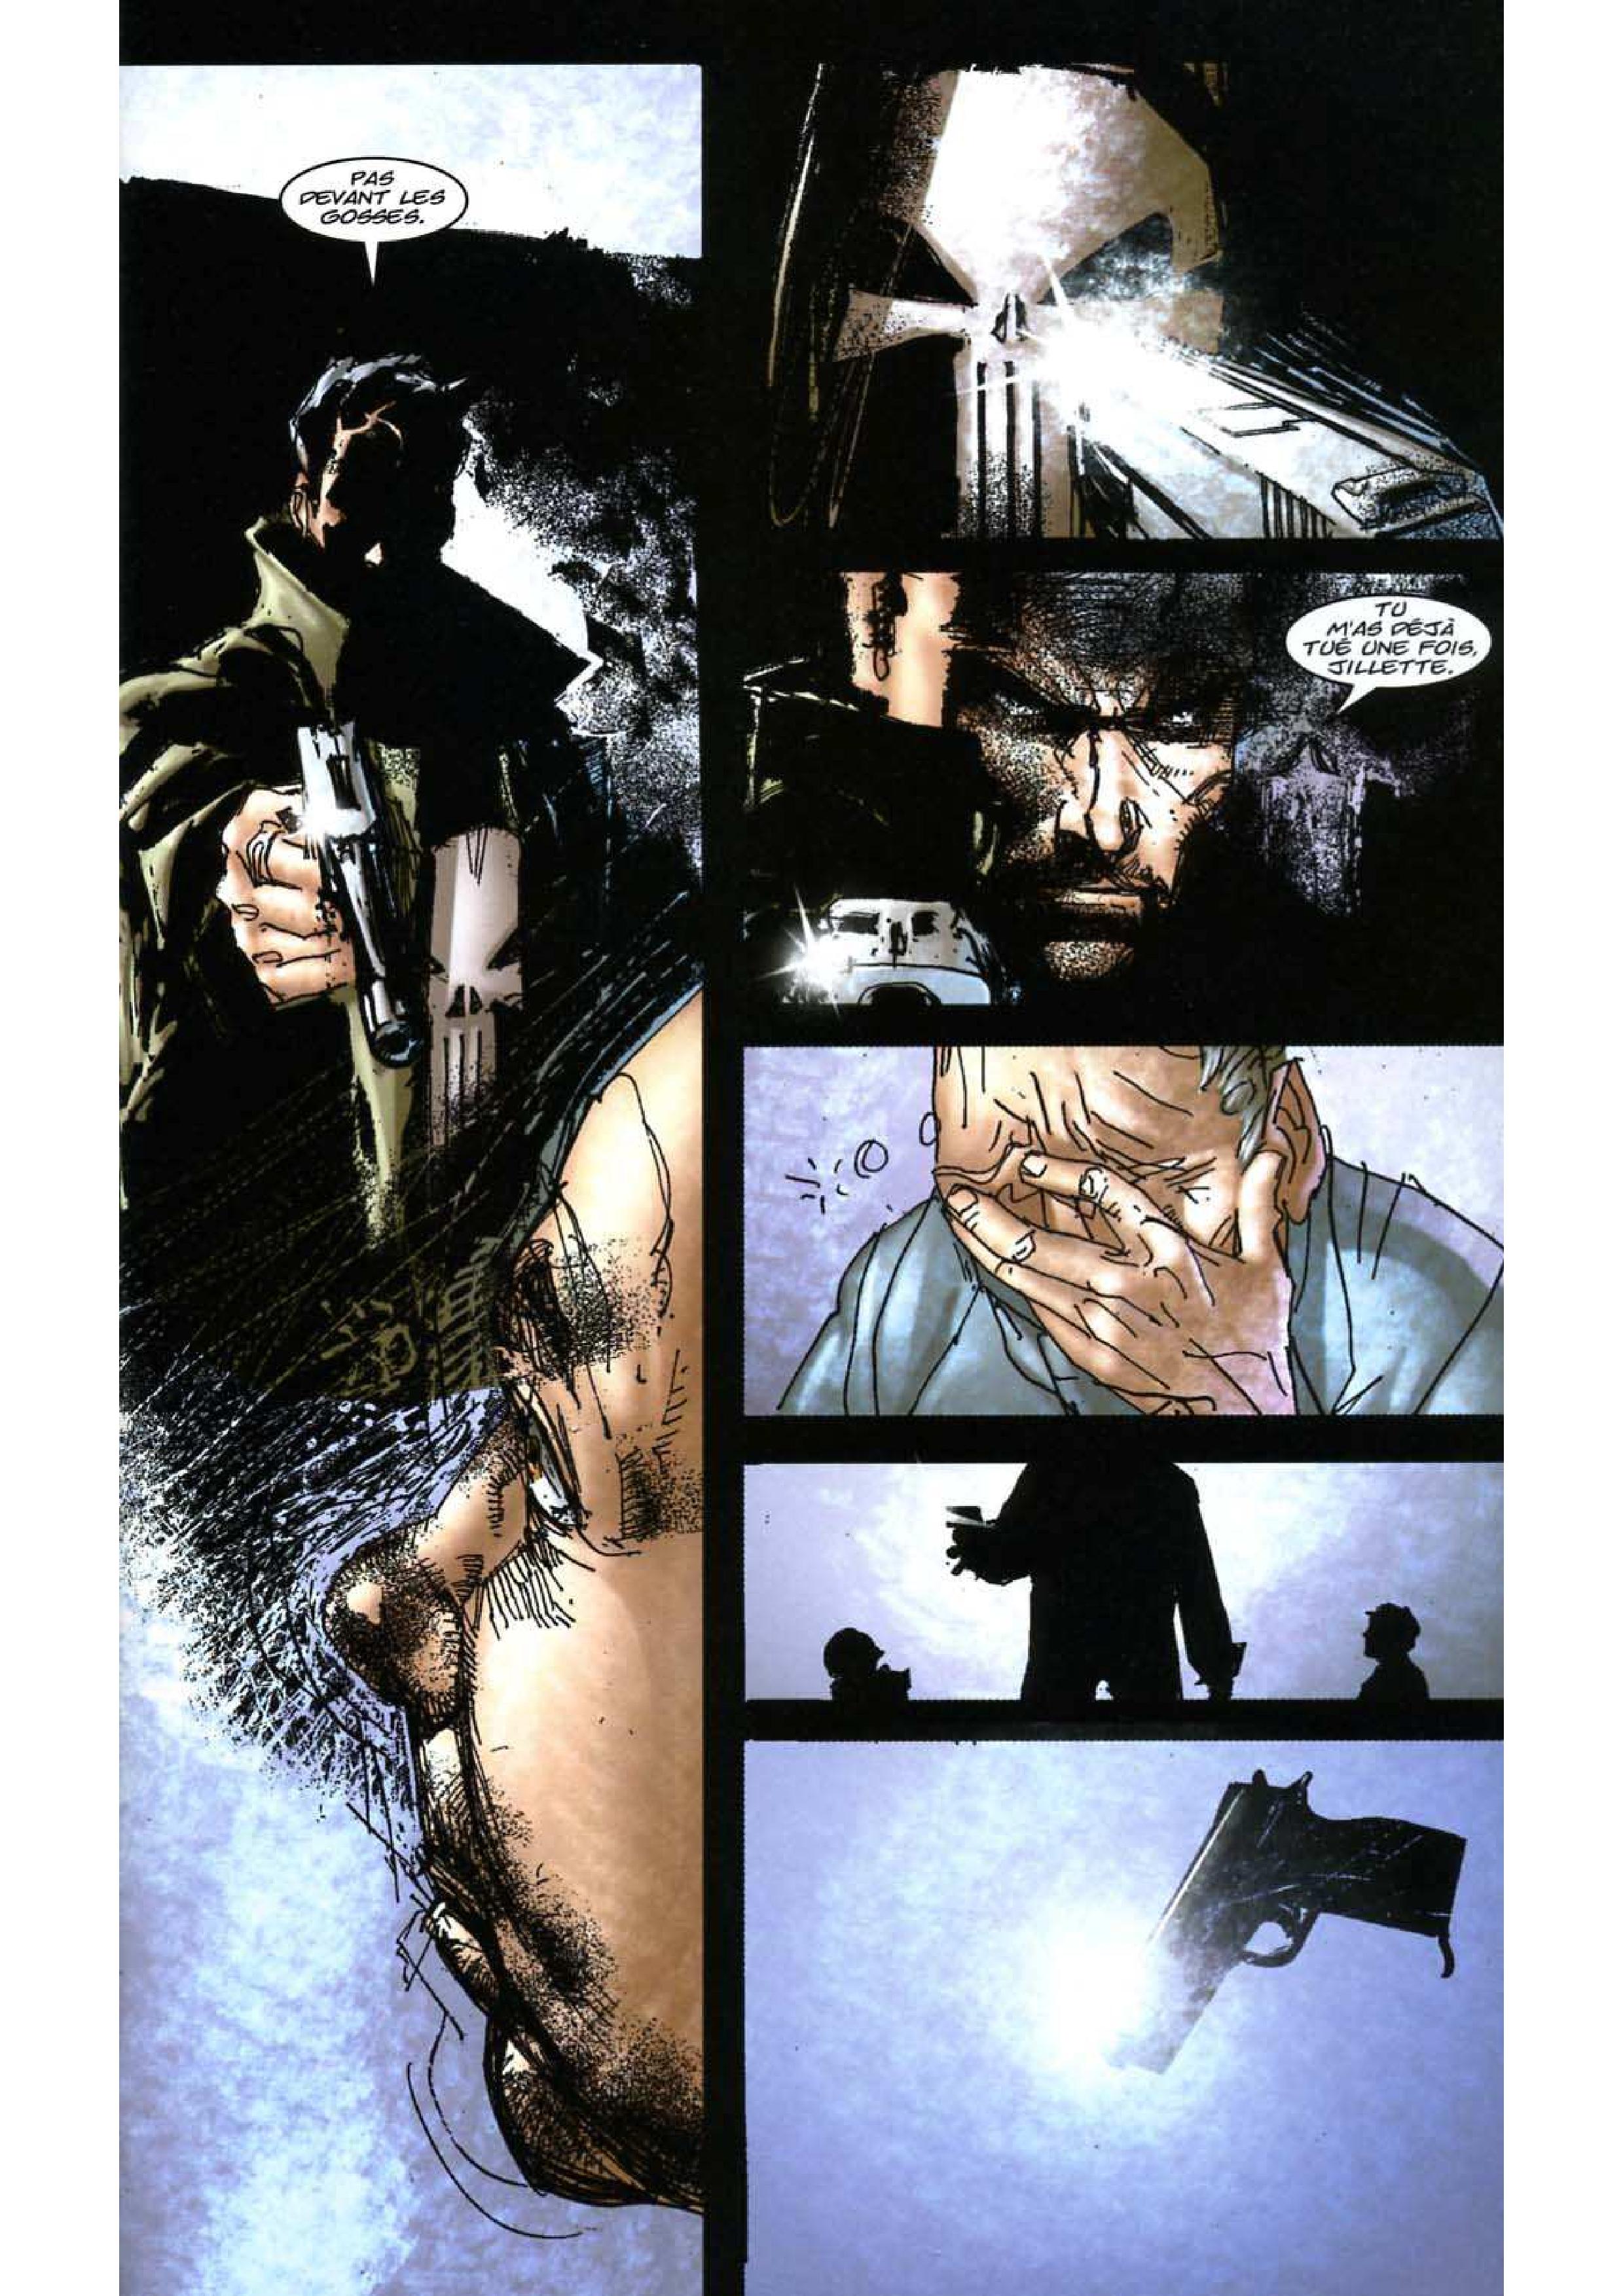 PAS
DEVANT LES
GOSSES.
TU
M'AS DÉJÀ
TUÉ UNE FOIS,
JILLETTE.